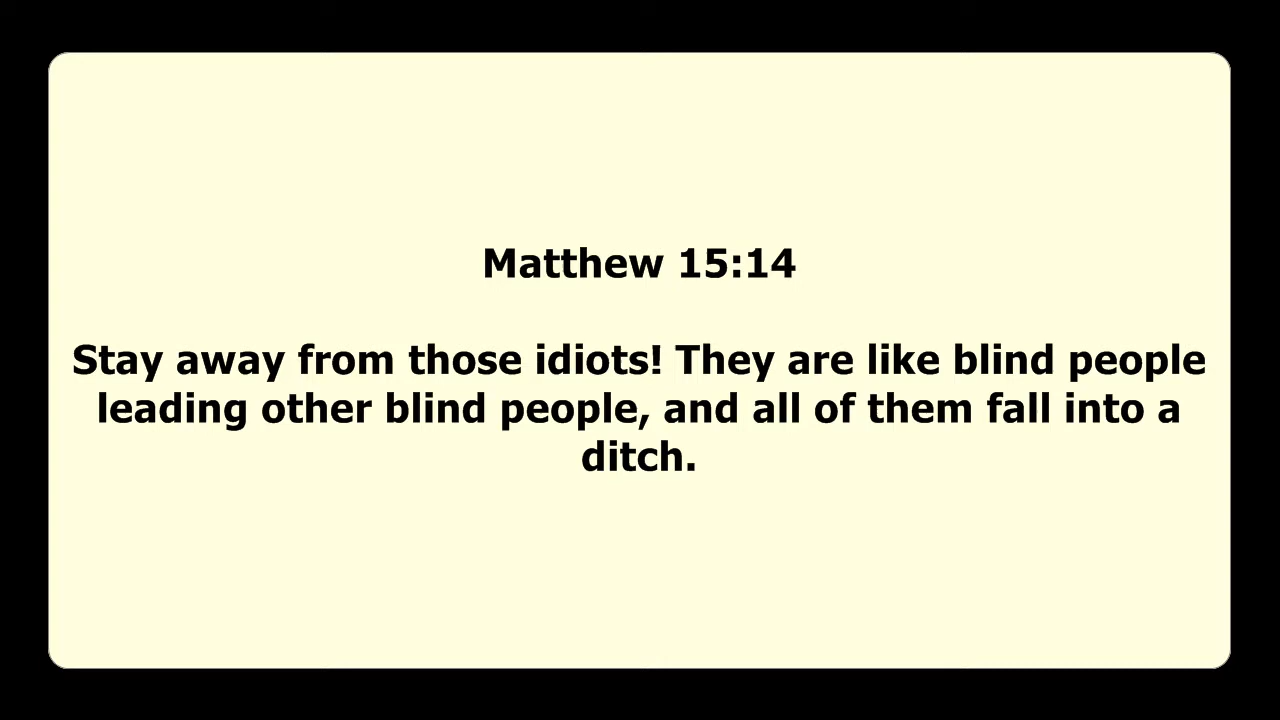 Matthew 15:14
Stay away from those idiots! They are like blind people
leading other blind people, and all of them fall into a
ditch.